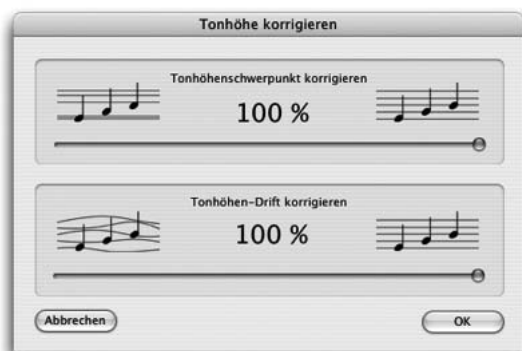 Tonhöhe korrigieren
Tonhöhenschwerpunkt korrigieren
100 %
Tonhöhen-Drift korrigieren
100 %
Abbrechen
OK